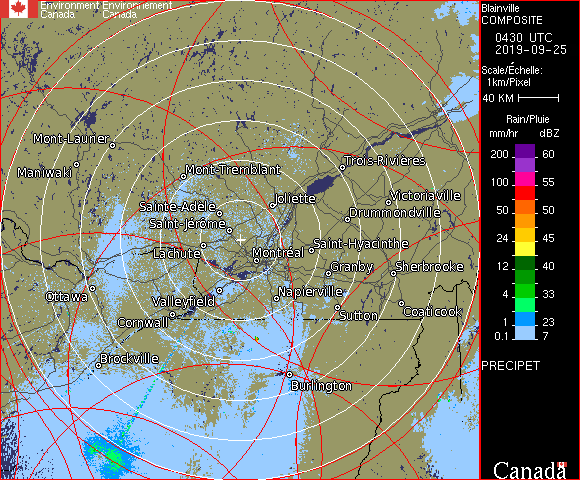 Environment Environnement
Canada Canada
Blainville
COMPOSITE
0430 UTC
2019-09-25
Scale/Échelle:
1km/Pixel
40 KM
Rain/Pluie
mm/hr dBZ
200 60
100 55
50 50
24 45
12 40
4 33
1 23
0.1 7
PRECIPET
Canada
Mont-Laurier
Maniwaki
Mont-Tremblant
Trois-Rivières
Sainte-Adele
Joliette
Victoriaville
Saint-Jérôme
Drummondville
Lachute
Montréal
Saint-Hyacinthe
Granby
Sherbrooke
Ottawa
Valleyfield
Napierville
Cornwall
Sutton
Coaticook
Brockville
Burlington